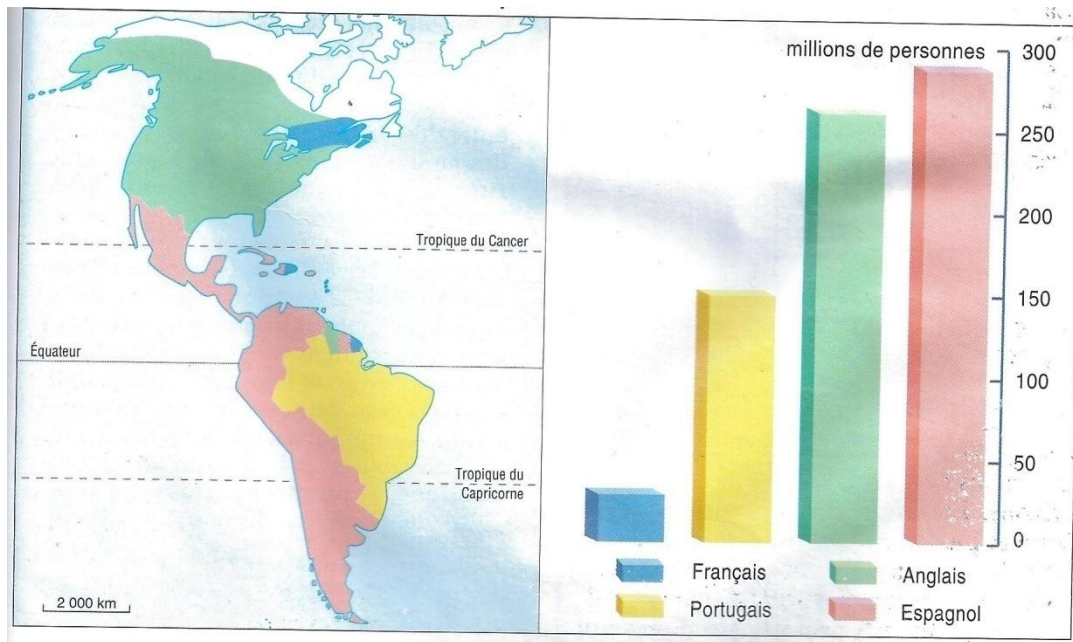 Tropique du Cancer
Équateur
Tropique du
Capricorne
2 000 km
millions de personnes
300
250
200
150
100
50
0
Français
Anglais
Portugais
Espagnol